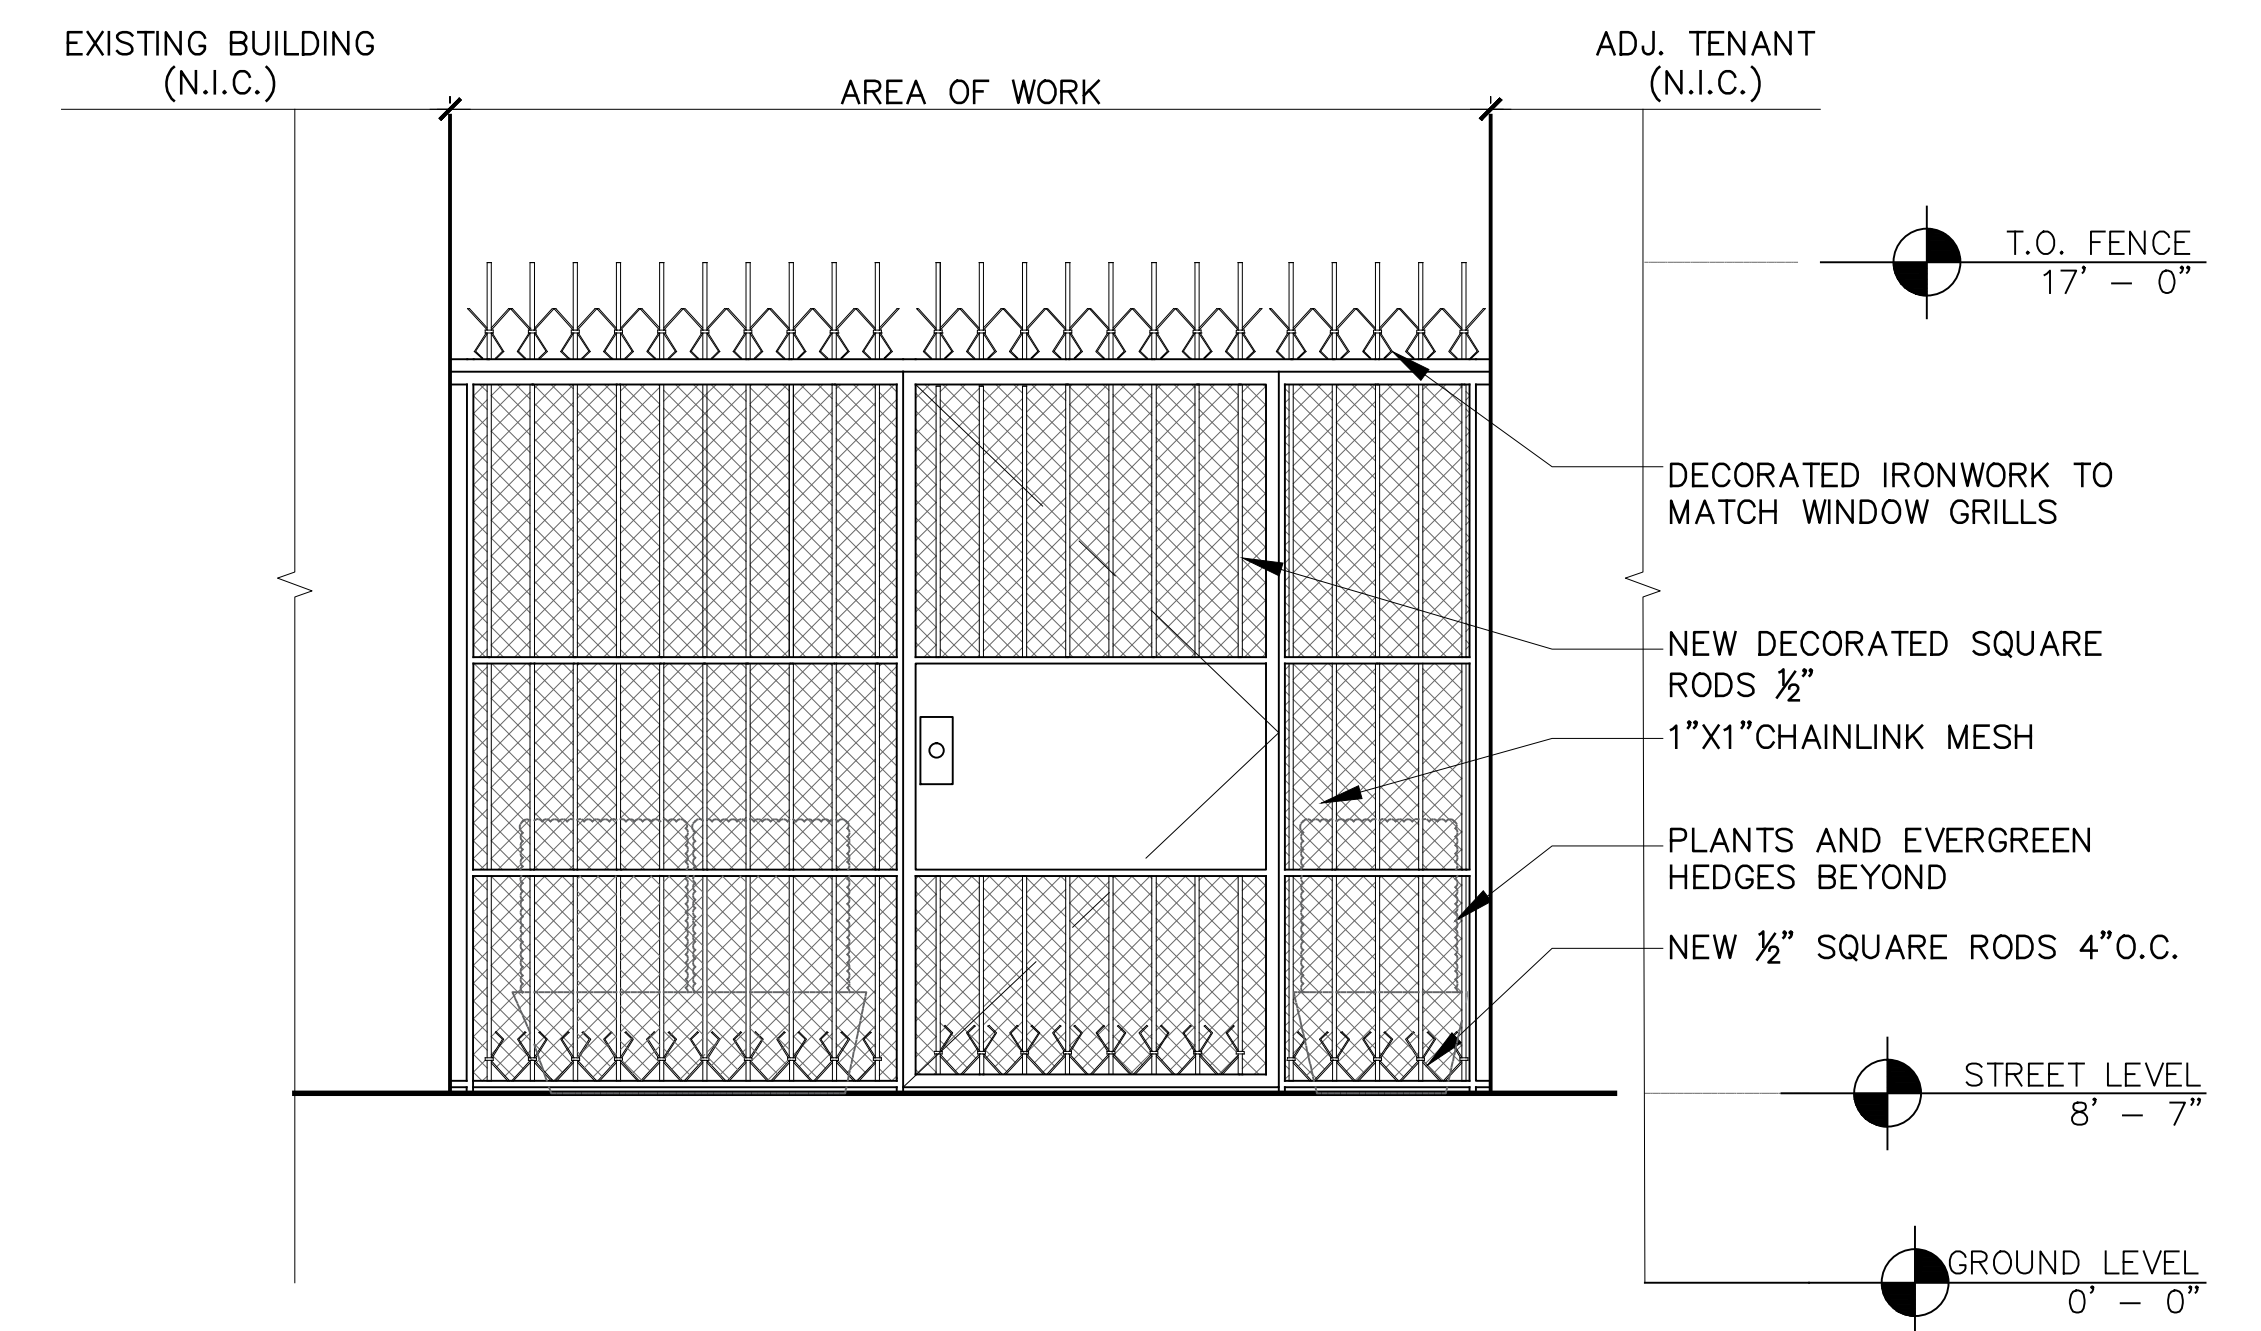 EXISTING BUILDING
(N.I.C.)
AREA OF WORK
ADJ. TENANT
(N.I.C.)
T.O. FENCE
17' – 0"
DECORATED IRONWORK TO
MATCH WINDOW GRILLS
NEW DECORATED SQUARE
RODS ½"
1"X1"CHAINLINK MESH
PLANTS AND EVERGREEN
HEDGES BEYOND
NEW ½" SQUARE RODS 4"O.C.
STREET LEVEL
8' – 7"
GROUND LEVEL
0' – 0"